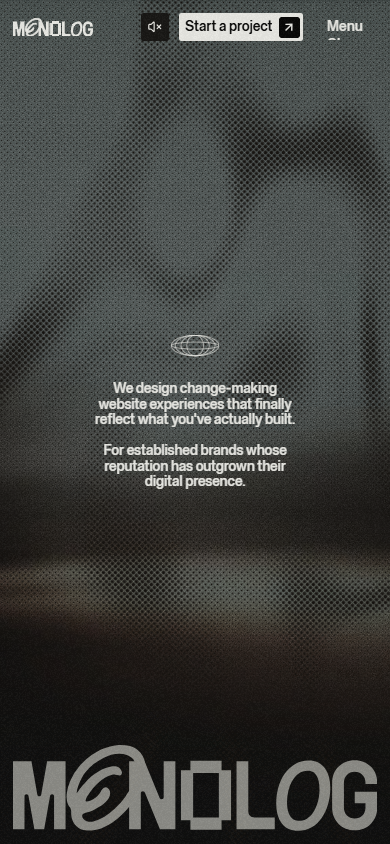 MENOLOG
Start a project
Menu
We design change-making
website experiences that finally
reflect what you've actually built.
For established brands whose
reputation has outgrown their
digital presence.
MENOLOG